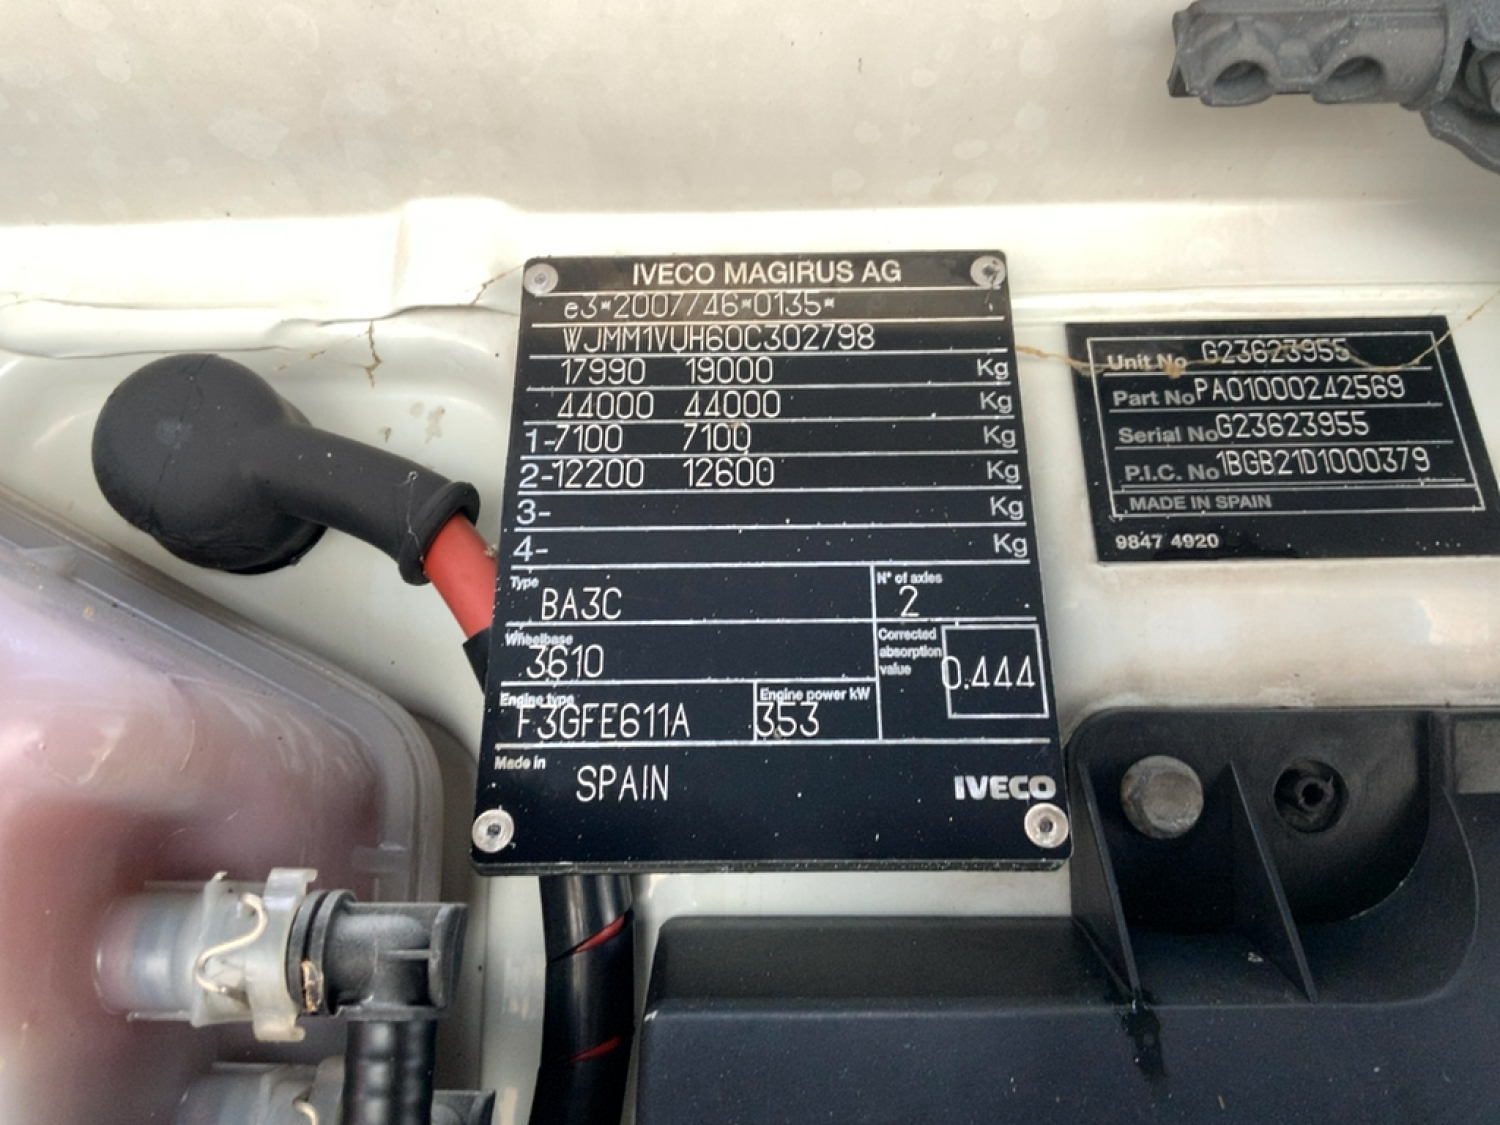 IVECO MAGIRUS AG
e3*2007/46*0135*
WJMM1VUH60C302798
17990 19000 Kg
44000 44000 Kg
1-7100 7100 Kg
2-12200 12600 Kg
3- Kg
4- Kg
Type
BA3C
N° of axles
2
Wheelbase
3610
Corrected
absorption
value
0.444
Engine type
F3GFE611A
Engine power kW
353
Made in
SPAIN
IVECO
Unit No G23623955
Part No PA01000242569
Serial No G23623955
P.I.C. No 1BGB21D1000379
MADE IN SPAIN
9847 4920